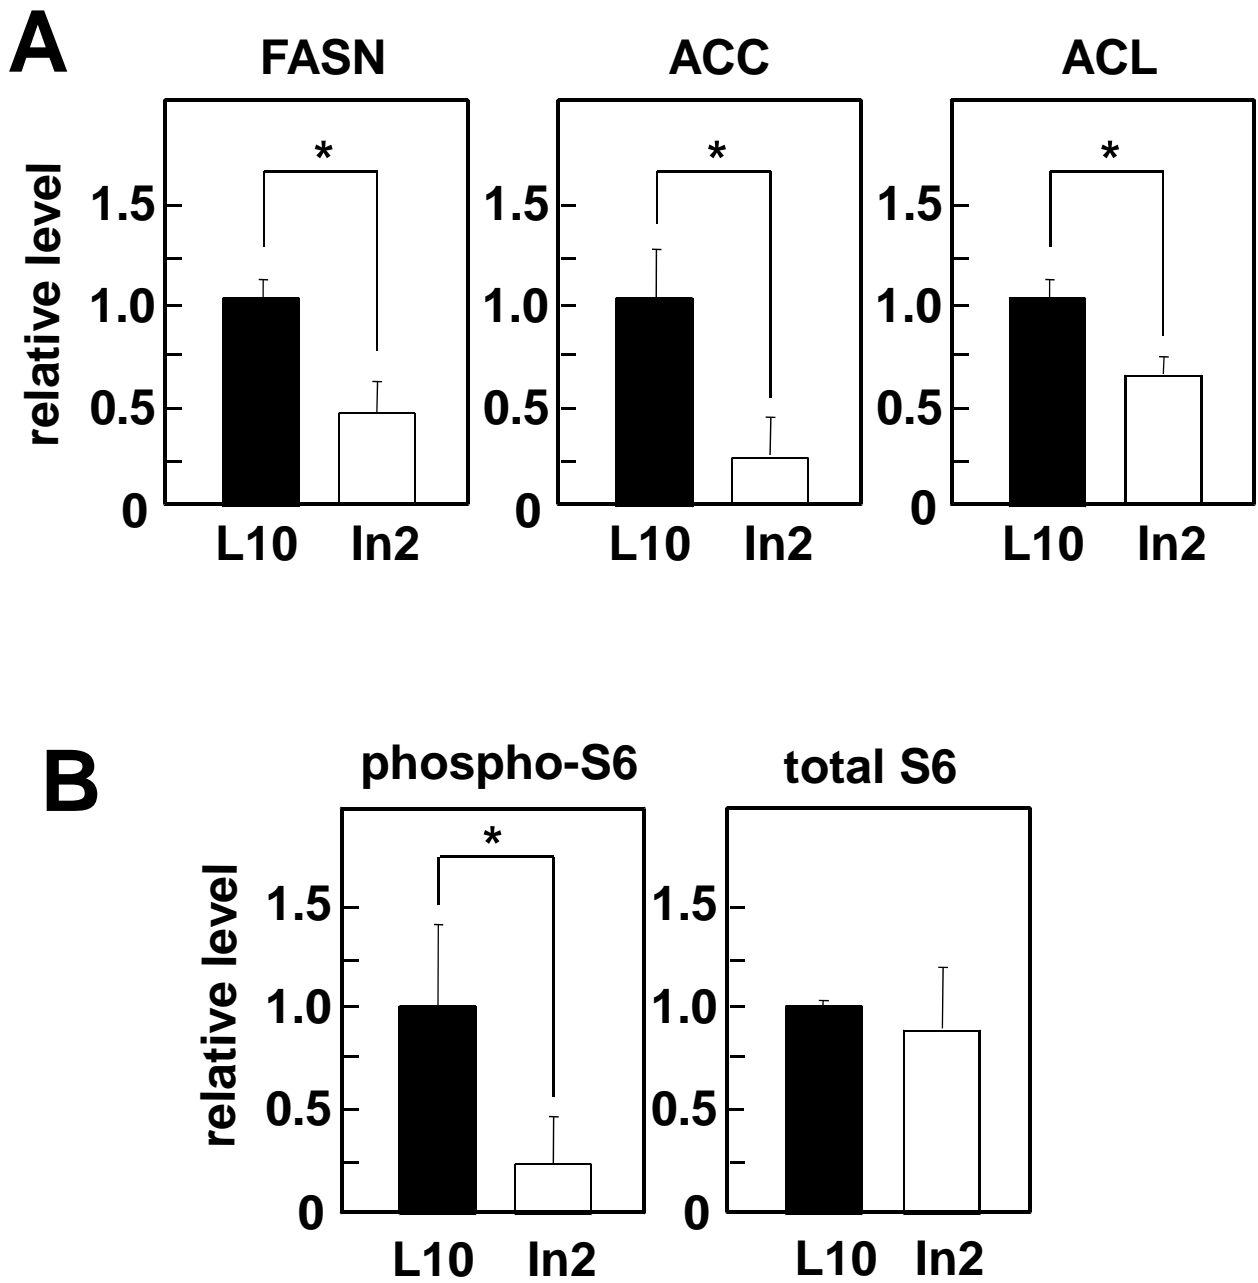 A
FASN ACC ACL
relative level
* * *
1.5 1.5 1.5
1.0 1.0 1.0
0.5 0.5 0.5
0 0 0
L10 In2 L10 In2 L10 In2
B
phospho-S6 total S6
relative level
*
1.5 1.5
1.0 1.0
0.5 0.5
0 0
L10 In2 L10 In2